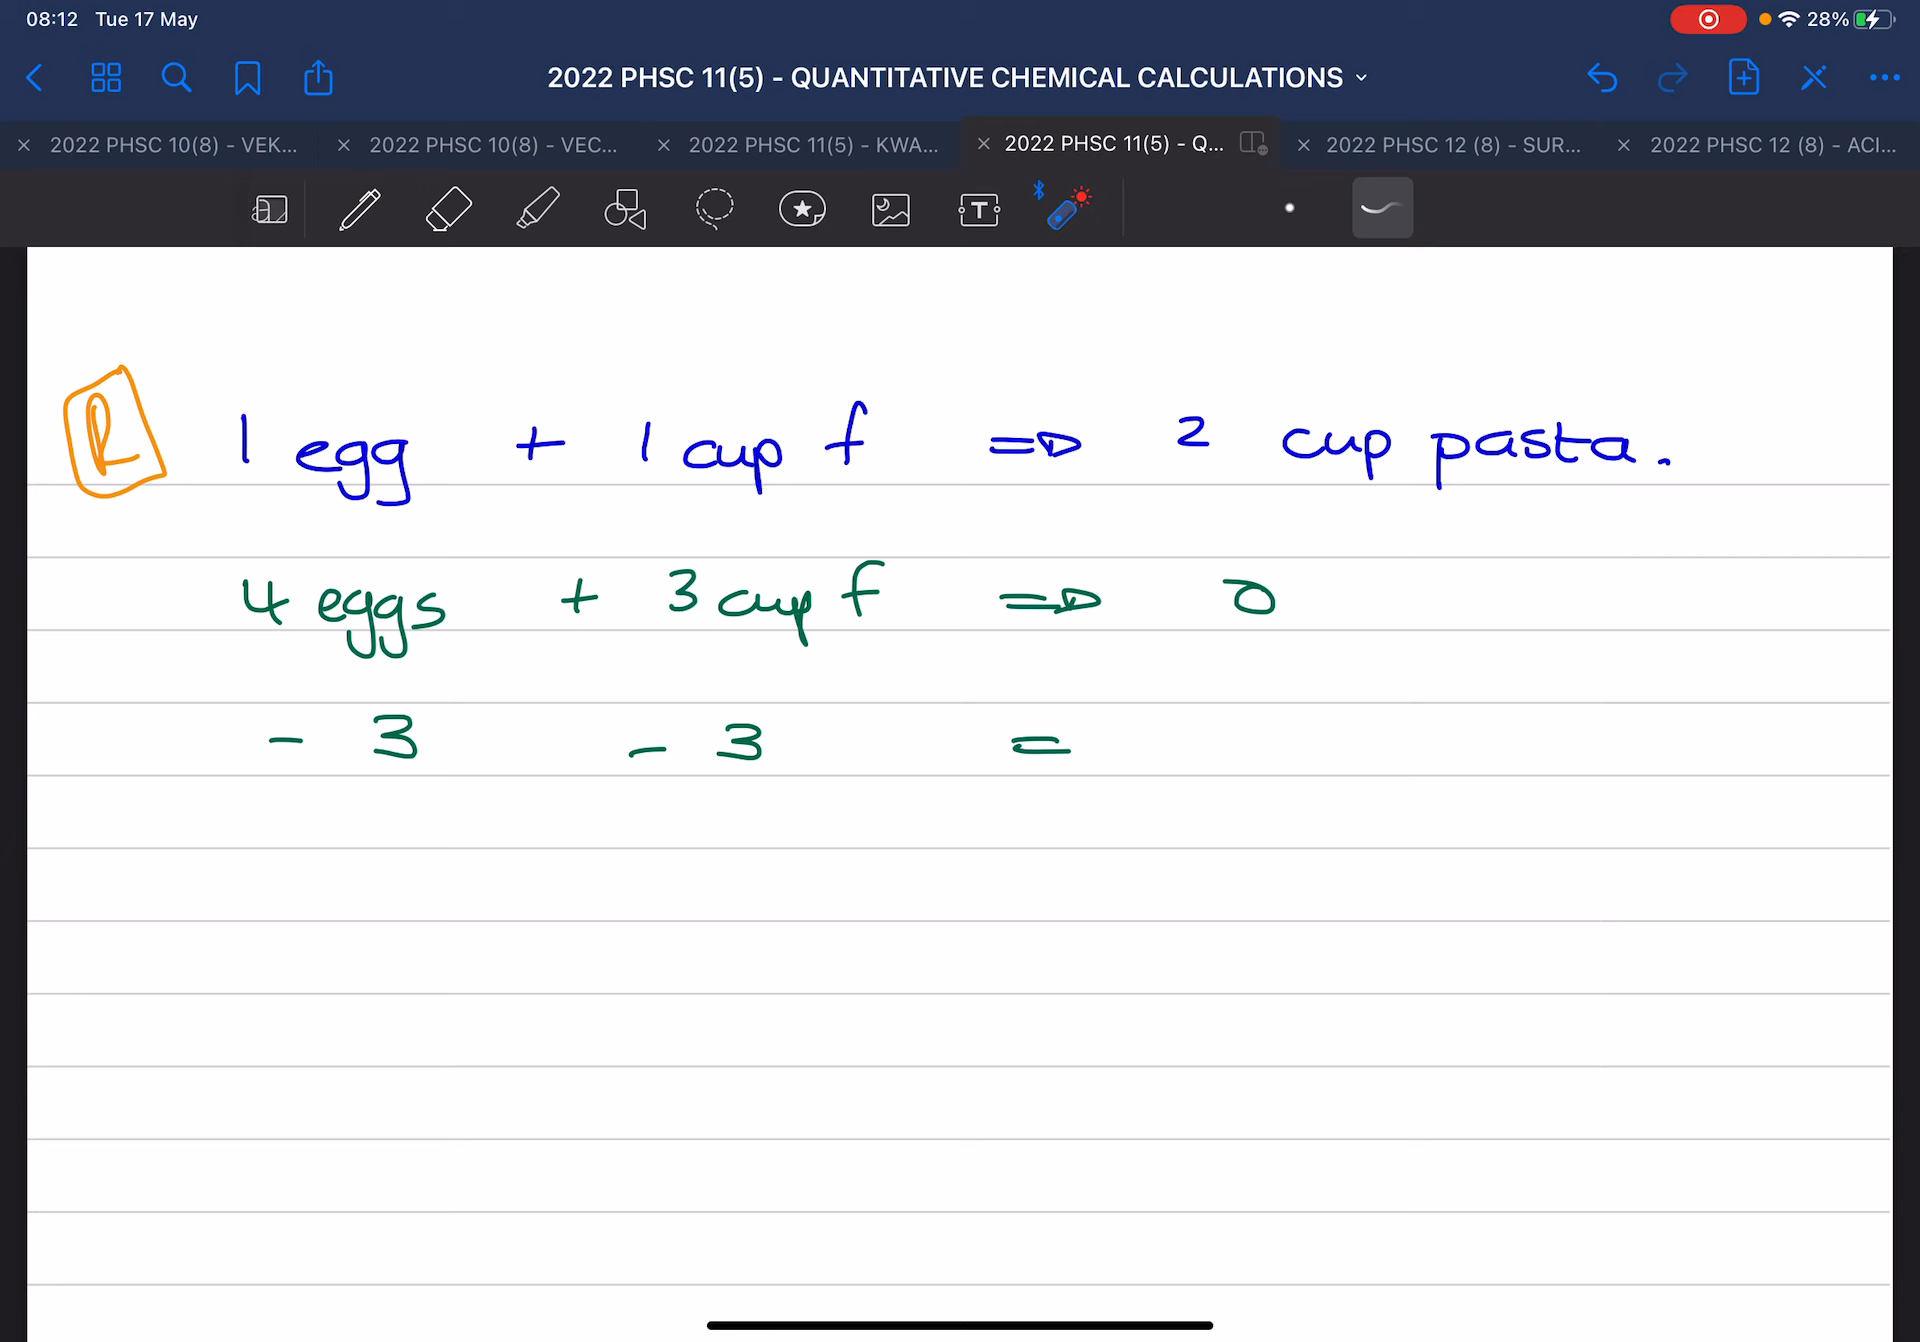 08:12 Tue 17 May 28%
2022 PHSC 11(5) - QUANTITATIVE CHEMICAL CALCULATIONS
2022 PHSC 10(8) - VEK... 2022 PHSC 10(8) - VEC... 2022 PHSC 11(5) - KWA... 2022 PHSC 11(5) - Q... 2022 PHSC 12 (8) - SUR... 2022 PHSC 12 (8) - ACI...
R 1 egg + 1 cup f ⇒ 2 cup pasta.
4 eggs + 3 cup f ⇒ 0
- 3 - 3 =